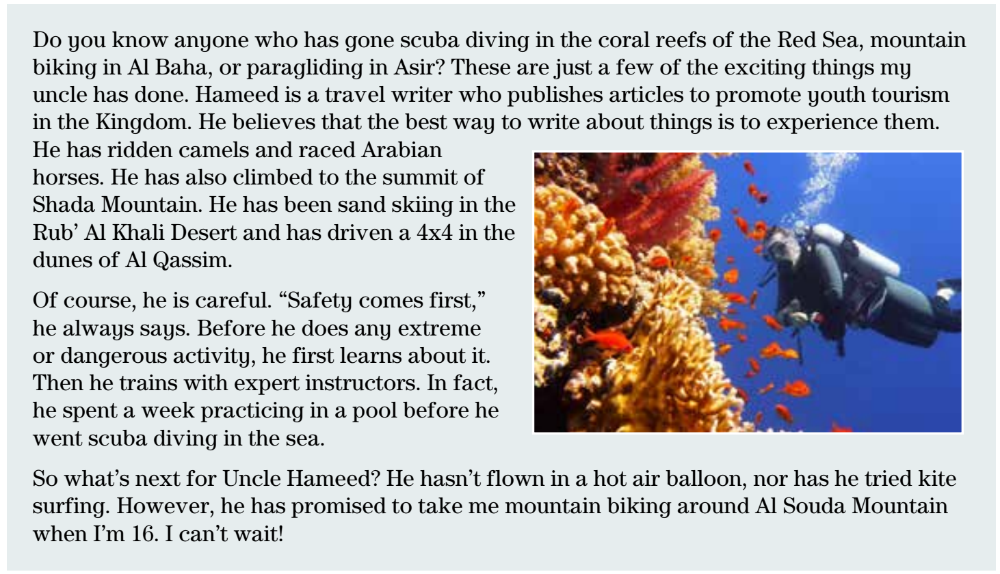 Do you know anyone who has gone scuba diving in the coral reefs of the Red Sea, mountain
biking in Al Baha, or paragliding in Asir? These are just a few of the exciting things my
uncle has done. Hameed is a travel writer who publishes articles to promote youth tourism
in the Kingdom. He believes that the best way to write about things is to experience them.
He has ridden camels and raced Arabian
horses. He has also climbed to the summit of
Shada Mountain. He has been sand skiing in the
Rub’ Al Khali Desert and has driven a 4x4 in the
dunes of Al Qassim.
Of course, he is careful. “Safety comes first,”
he always says. Before he does any extreme
or dangerous activity, he first learns about it.
Then he trains with expert instructors. In fact,
he spent a week practicing in a pool before he
went scuba diving in the sea.
So what’s next for Uncle Hameed? He hasn’t flown in a hot air balloon, nor has he tried kite
surfing. However, he has promised to take me mountain biking around Al Souda Mountain
when I’m 16. I can’t wait!